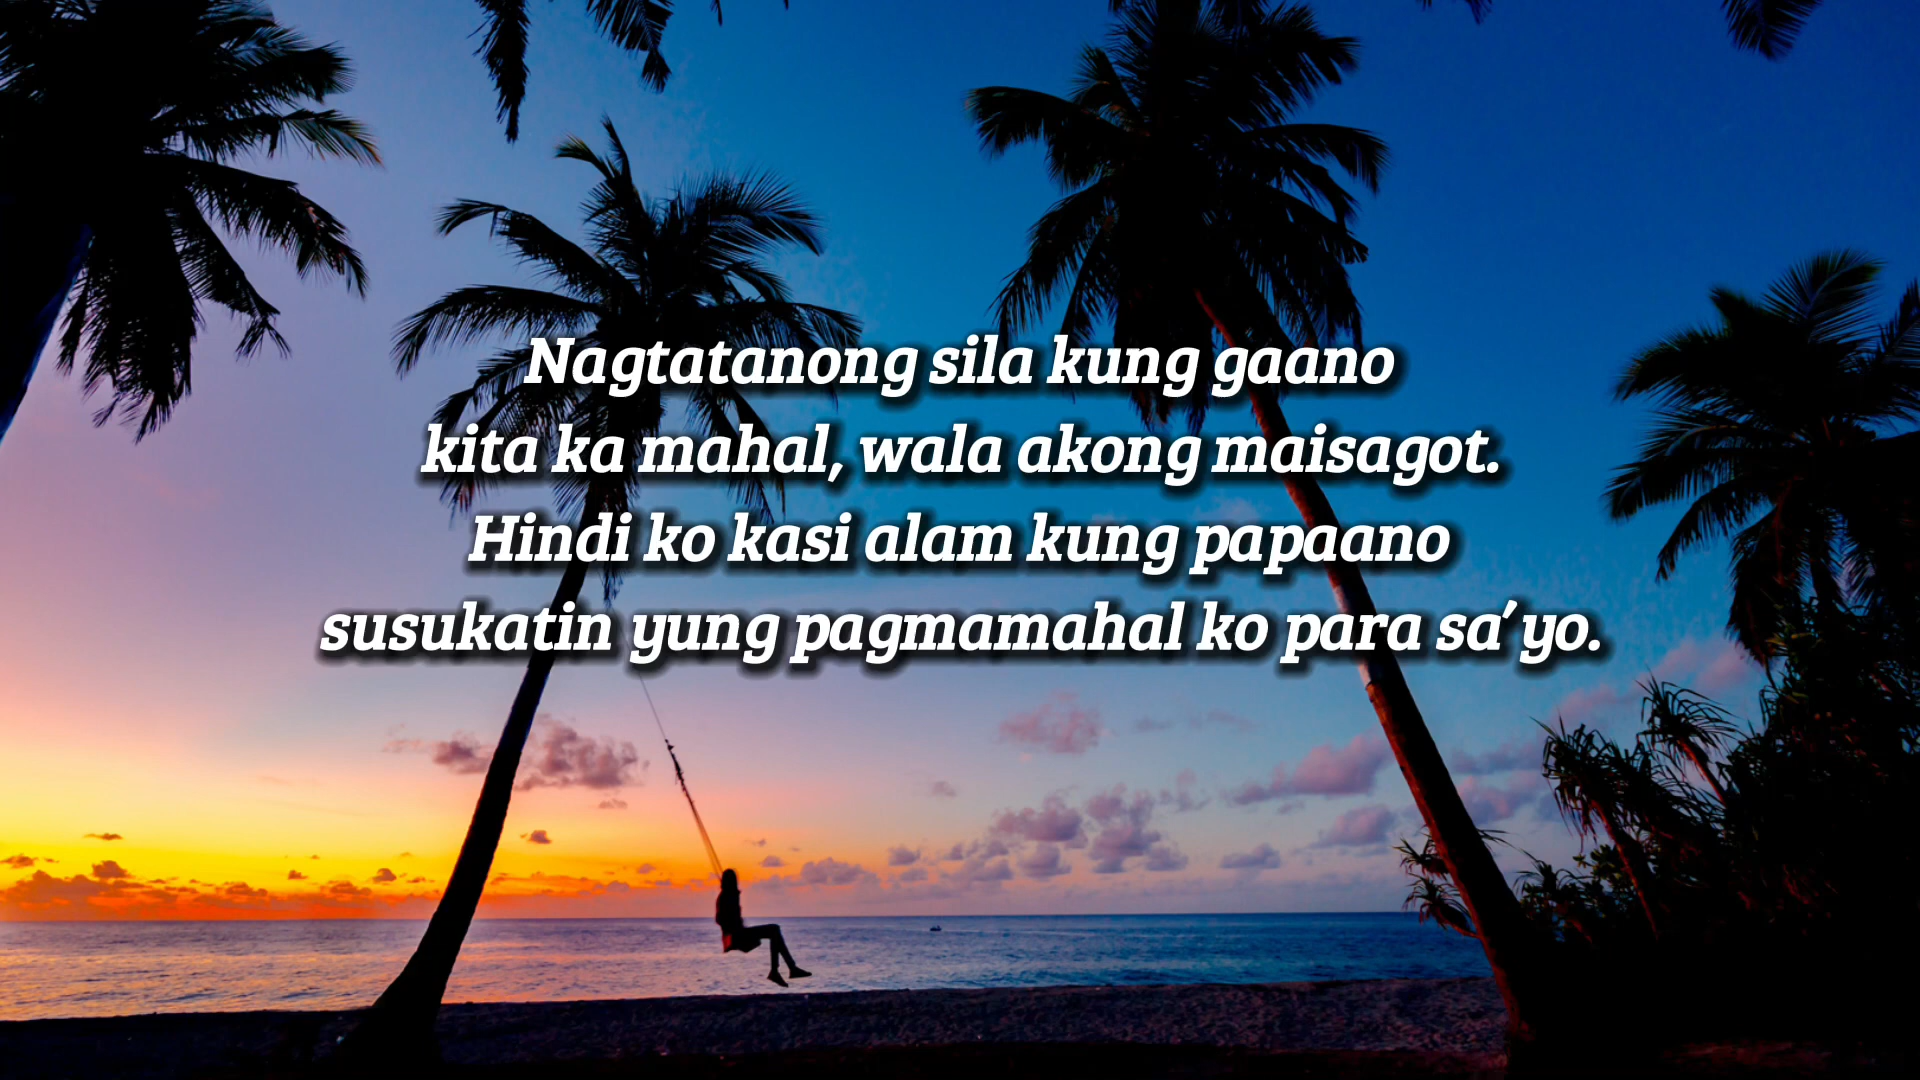 Nagtatanong sila kung gaano
kita ka mahal, wala akong maisagot.
Hindi ko kasi alam kung papaano
susukatin yung pagmamahal ko para sa’yo.